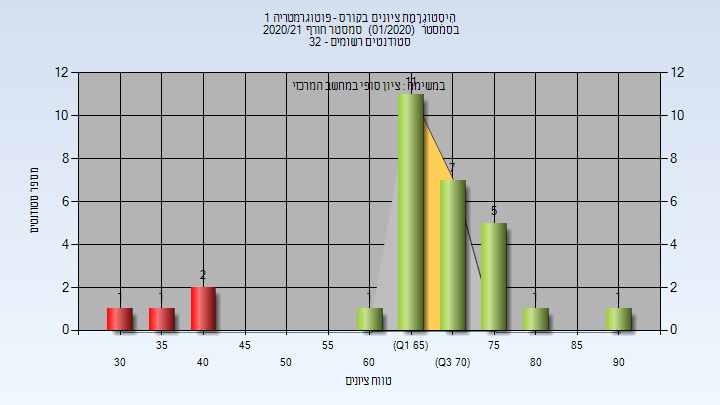 היסטוגרמת ציונים בקורס - פוטוגרמטריה 1
בסמסטר (01/2020) סמסטר חורף 2020/21
סטודנטים רשומים - 32
במשימה: ציון סופי במחשב המרכזי
12 12
10 10
8 8
6 6
4 4
2 2
0 0
מספר סטודנטים
1 1 2 1 11 7 5 1 1
35 45 55 (Q1 65) 75 85
30 40 50 60 (Q3 70) 80 90
טווח ציונים